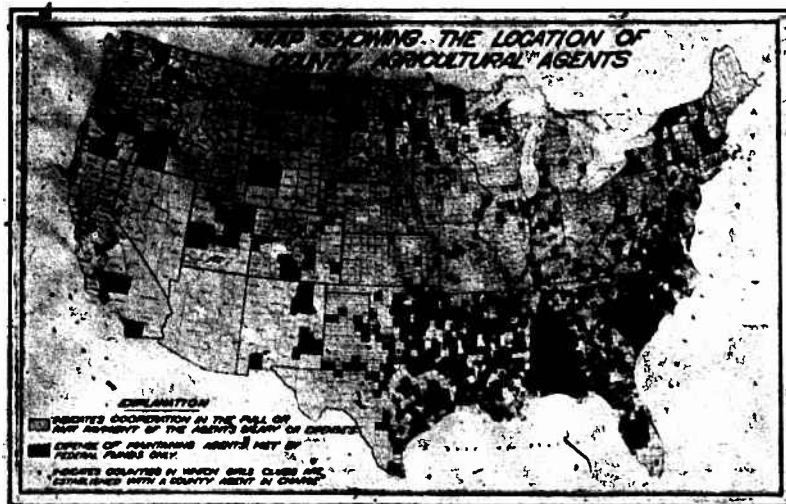 MAP SHOWING THE LOCATION OF
COUNTY AGRICULTURAL AGENTS
EXPLANATION
INDICATES COOPERATION IN THE FULL OR
PART PAYMENT OF THE AGENTS SALARY OR EXPENSES
EXPENSE OF MAINTAINING AGENTS MET BY
FEDERAL FUNDS ONLY.
INDICATES COUNTIES IN WHICH GIRLS CLUBS ARE
ESTABLISHED WITH A COUNTY AGENT IN CHARGE